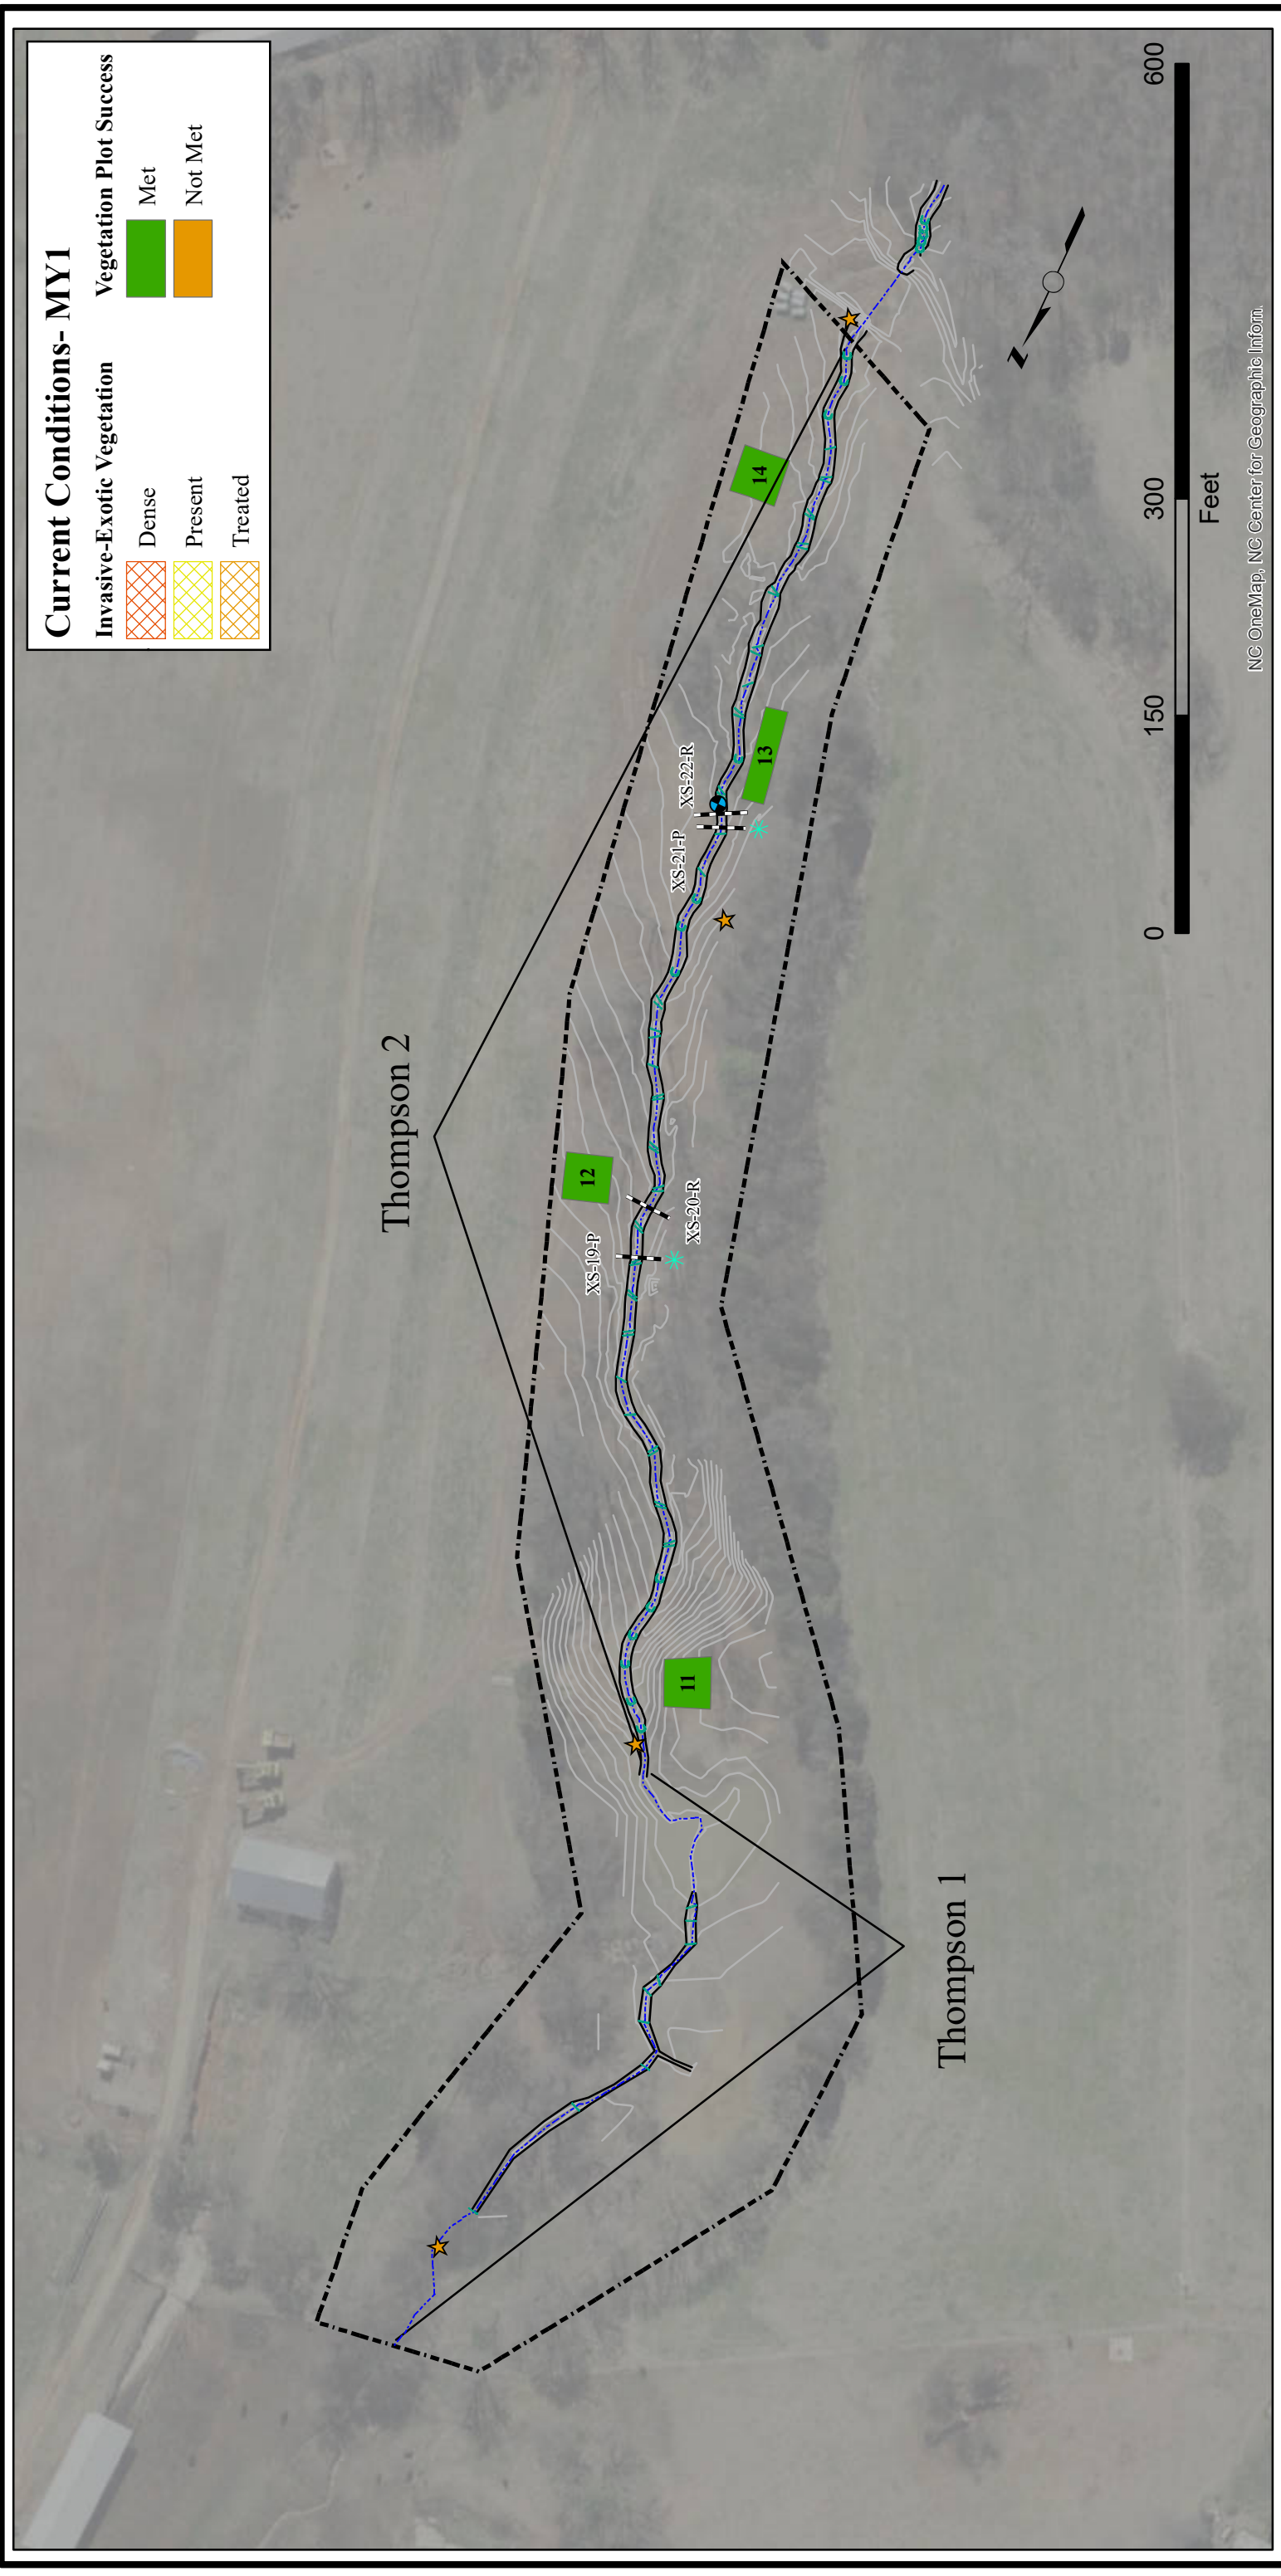 Current Conditions- MY1
Invasive-Exotic Vegetation
Dense
Present
Treated
Vegetation Plot Success
Met
Not Met
Thompson 1
Thompson 2
11
12
13
14
XS-19-P
XS-20-R
XS-21-P
XS-22-R
N
0 150 300 600
Feet
NC OneMap, NC Center for Geographic Inform